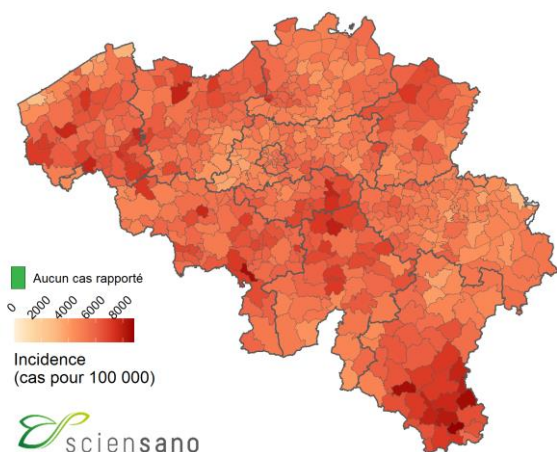 Aucun cas rapporté
0 2000 4000 6000 8000
Incidence
(cas pour 100 000)
sciensano